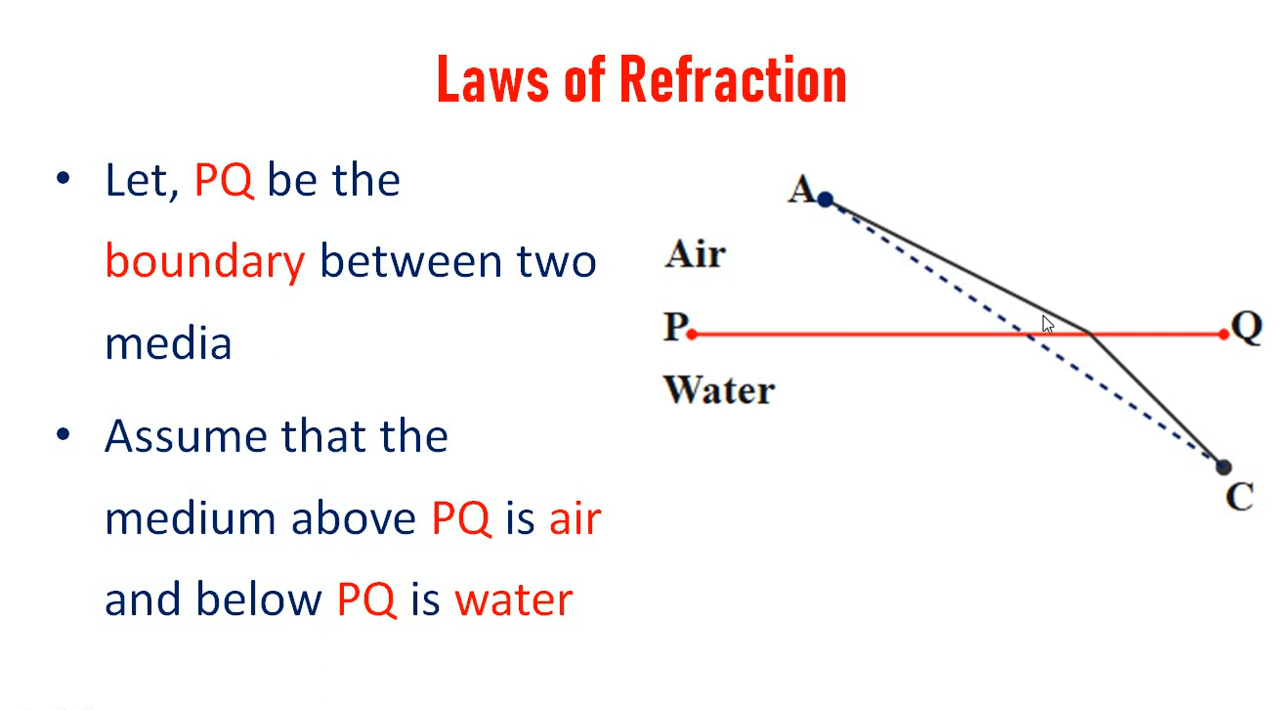 Laws of Refraction
• Let, PQ be the
boundary between two
media
• Assume that the
medium above PQ is air
and below PQ is water
A
Air
P
Q
Water
C